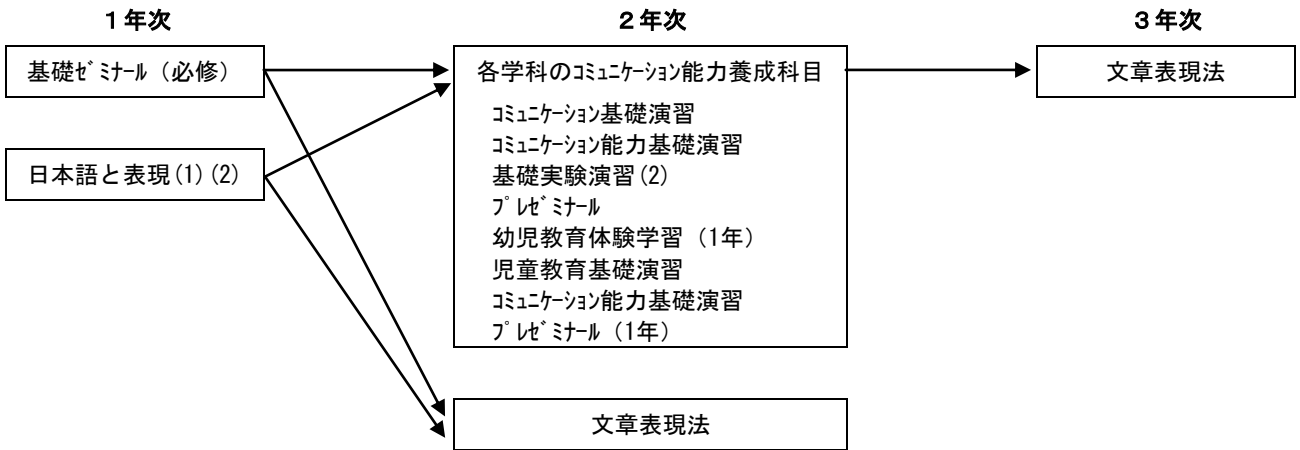 １年次
２年次
３年次
基礎ｾﾞﾐﾅｰﾙ（必修）
各学科のｺﾐｭﾆｹｰｼｮﾝ能力養成科目
文章表現法
ｺﾐｭﾆｹｰｼｮﾝ基礎演習
ｺﾐｭﾆｹｰｼｮﾝ能力基礎演習
日本語と表現(1)(2)
基礎実験演習(2)
ﾌﾟﾚｾﾞﾐﾅｰﾙ
幼児教育体験学習（1年）
児童教育基礎演習
ｺﾐｭﾆｹｰｼｮﾝ能力基礎演習
ﾌﾟﾚｾﾞﾐﾅｰﾙ（1年）
文章表現法